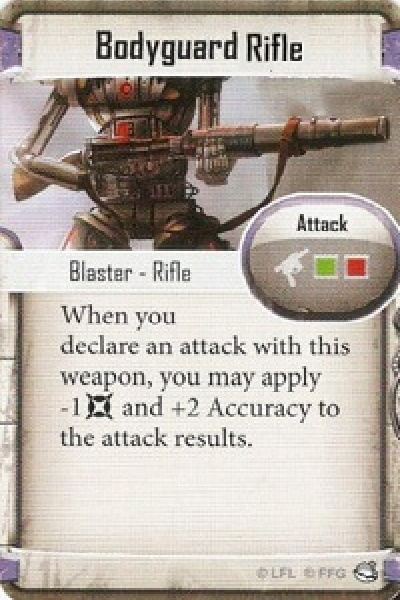 Bodyguard Rifle
Attack
Blaster - Rifle
When you
declare an attack with this
weapon, you may apply
-1 and +2 Accuracy to
the attack results.
©LFL ©FFG